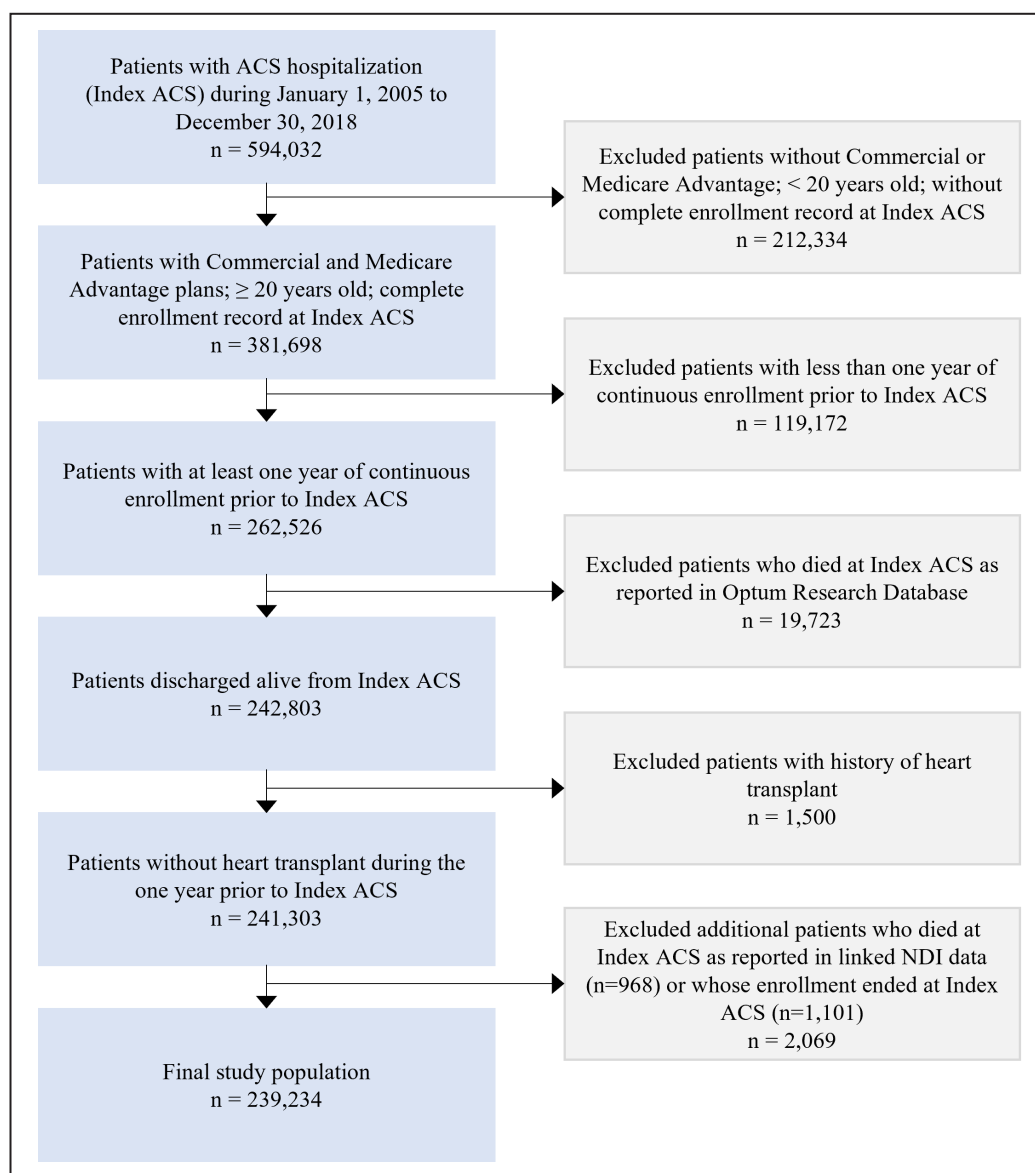 Patients with ACS hospitalization
(Index ACS) during January 1, 2005 to
December 30, 2018
n = 594,032
Excluded patients without Commercial or
Medicare Advantage; < 20 years old; without
complete enrollment record at Index ACS
n = 212,334
Patients with Commercial and Medicare
Advantage plans; ≥ 20 years old; complete
enrollment record at Index ACS
n = 381,698
Excluded patients with less than one year of
continuous enrollment prior to Index ACS
n = 119,172
Patients with at least one year of continuous
enrollment prior to Index ACS
n = 262,526
Excluded patients who died at Index ACS as
reported in Optum Research Database
n = 19,723
Patients discharged alive from Index ACS
n = 242,803
Excluded patients with history of heart
transplant
n = 1,500
Patients without heart transplant during the
one year prior to Index ACS
n = 241,303
Excluded additional patients who died at
Index ACS as reported in linked NDI data
(n=968) or whose enrollment ended at Index
ACS (n=1,101)
n = 2,069
Final study population
n = 239,234